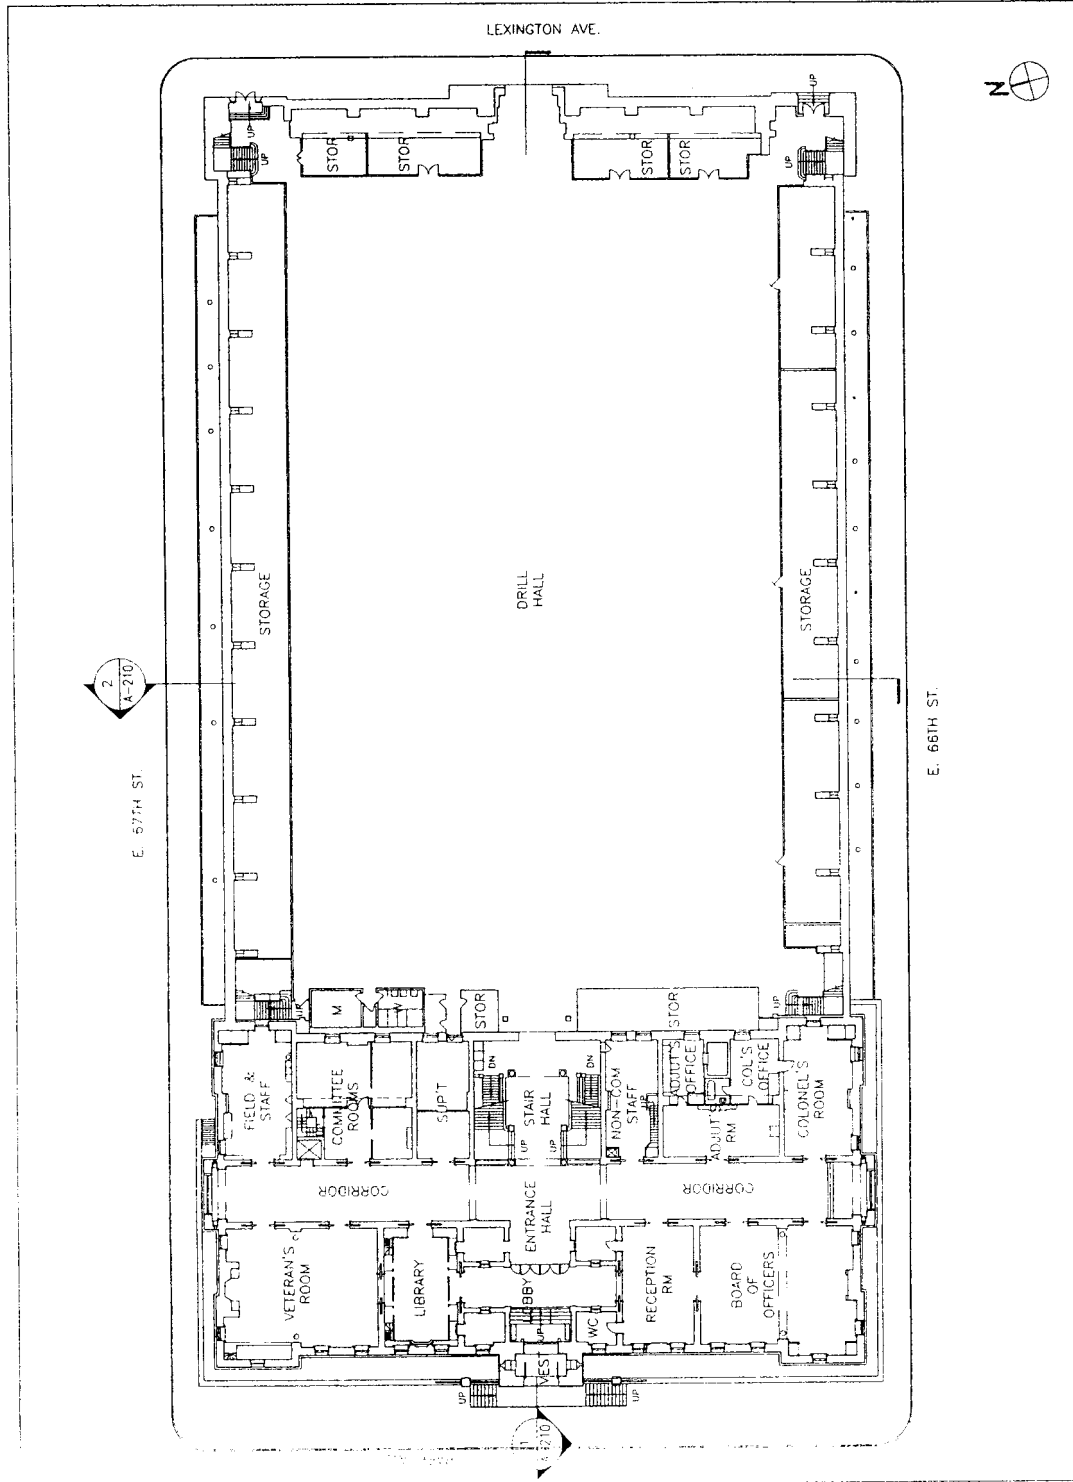 LEXINGTON AVE.
N
UP
UP
UP
UP
STOR
STOR
STOR
STOR
STORAGE
DRILL
HALL
STORAGE
2
A-210
E. 67TH ST.
E. 66TH ST.
UP
M
W
STOR
STOR
UP
FIELD &
STAFF
COMMITTEE
ROOMS
SUP'T
DN
STAIR
HALL
DN
UP
UP
NON-COM
STAFF
UP
ADJUT'S
OFFICE
COL'S
OFFICE
ADJUT'S
RM
COLONEL'S
ROOM
CORRIDOR
ENTRANCE
HALL
CORRIDOR
VETERAN'S
ROOM
LIBRARY
LOBBY
UP
WC
RECEPTION
RM
BOARD
OF
OFFICERS
VEST
UP
UP
1
A-210